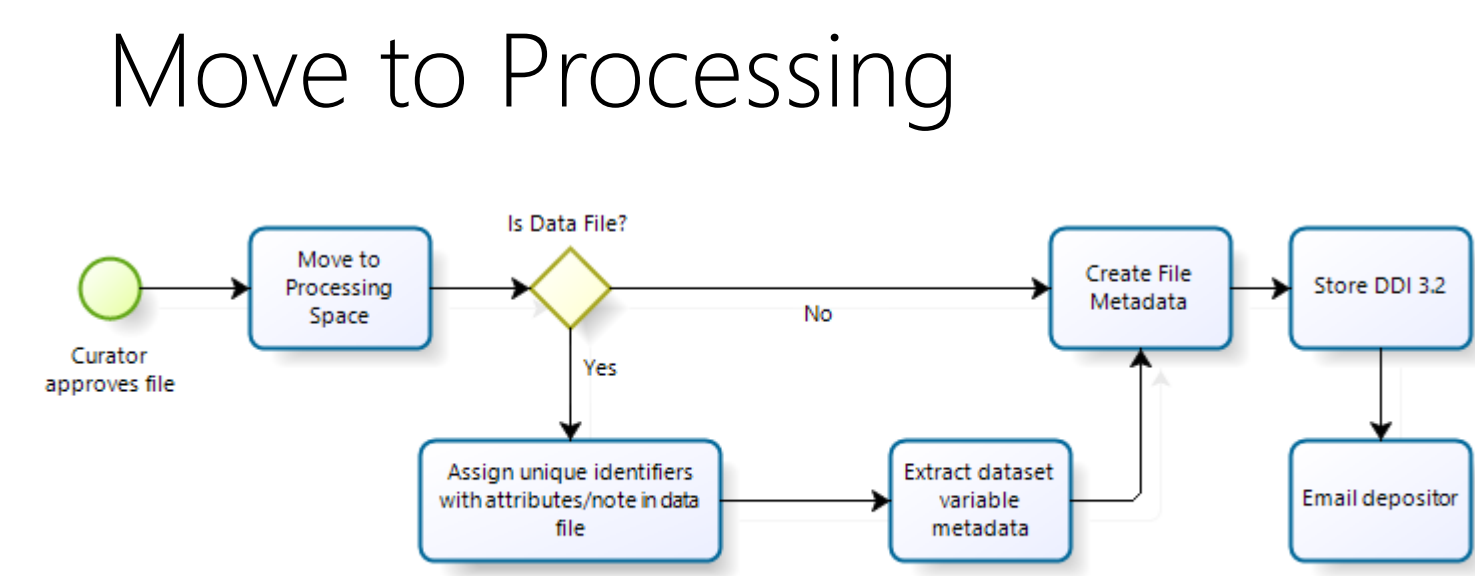 Move to Processing
Is Data File?
Move to
Processing
Space
Create File
Metadata
Store DDI 3.2
No
Curator
approves file
Yes
Assign unique identifiers
with attributes/note in data
file
Extract dataset
variable
metadata
Email depositor